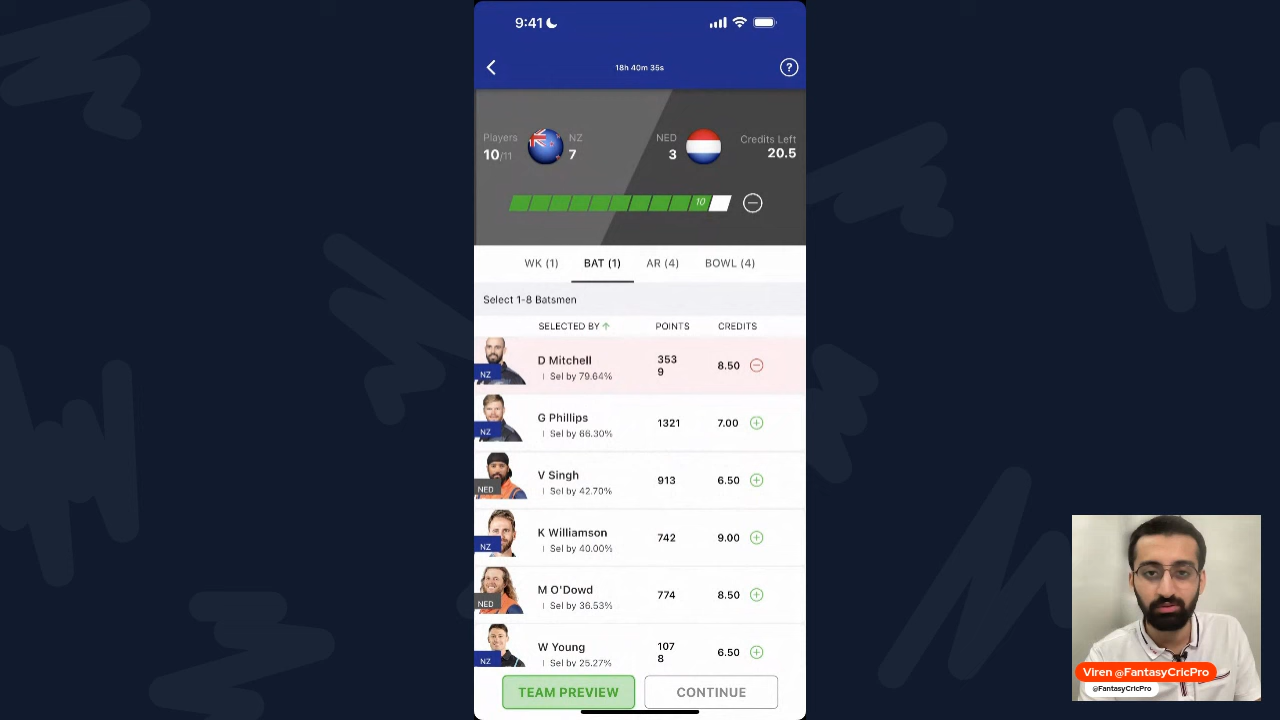 9:41
18h 40m 35s
?
Players
10/11
NZ
7
NED
3
Credits Left
20.5
10
WK (1)
BAT (1)
AR (4)
BOWL (4)
Select 1-8 Batsmen
SELECTED BY
POINTS
CREDITS
NZ
D Mitchell
Sel by 79.64%
353
9
8.50
NZ
G Phillips
Sel by 66.30%
1321
7.00
NED
V Singh
Sel by 42.70%
913
6.50
NZ
K Williamson
Sel by 40.00%
742
9.00
NED
M O'Dowd
Sel by 36.53%
774
8.50
NZ
W Young
Sel by 25.27%
107
8
6.50
TEAM PREVIEW
CONTINUE
Viren @FantasyCricPro
@FantasyCricPro